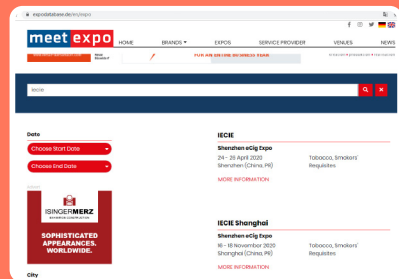 expodatabase.de/en/expo
meet expo
HOME
BRANDS
EXPOS
SERVICE PROVIDER
VENUES
NEWS
FOR AN ENTIRE BUSINESS YEAR
iecie
Date
Choose Start Date
Choose End Date
ISINGERMERZ
SOPHISTICATED
APPEARANCES.
WORLDWIDE.
City
IECIE
Shenzhen eCig Expo
24 - 26 April 2020
Tobacco, Smokers'
Shenzhen (China, PR)
Requisites
MORE INFORMATION
IECIE Shanghai
Shenzhen eCig Expo
16 - 18 November 2020
Tobacco, Smokers'
Shanghai (China, PR)
Requisites
MORE INFORMATION